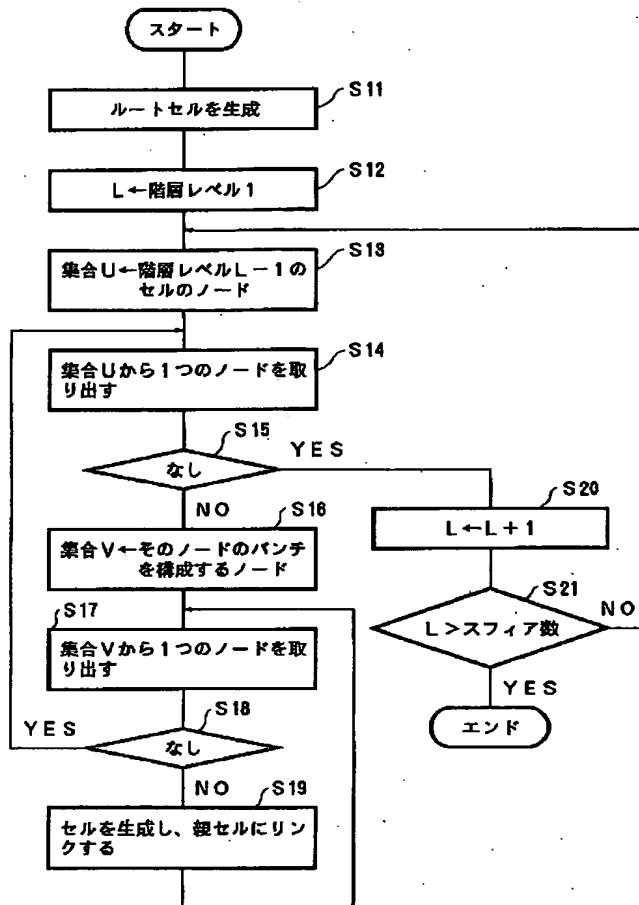 スタート
S11
ルートセルを生成
S12
L←階層レベル1
S13
集合U←階層レベルL-1の
セルのノード
S14
集合Uから1つのノードを取
り出す
S15
なし
YES
NO
S16
集合V←そのノードのバンチ
を構成するノード
S17
集合Vから1つのノードを取
り出す
S18
なし
YES
NO
S19
セルを生成し、親セルにリン
クする
S20
L←L+1
S21
L>スフィア数
NO
YES
エンド